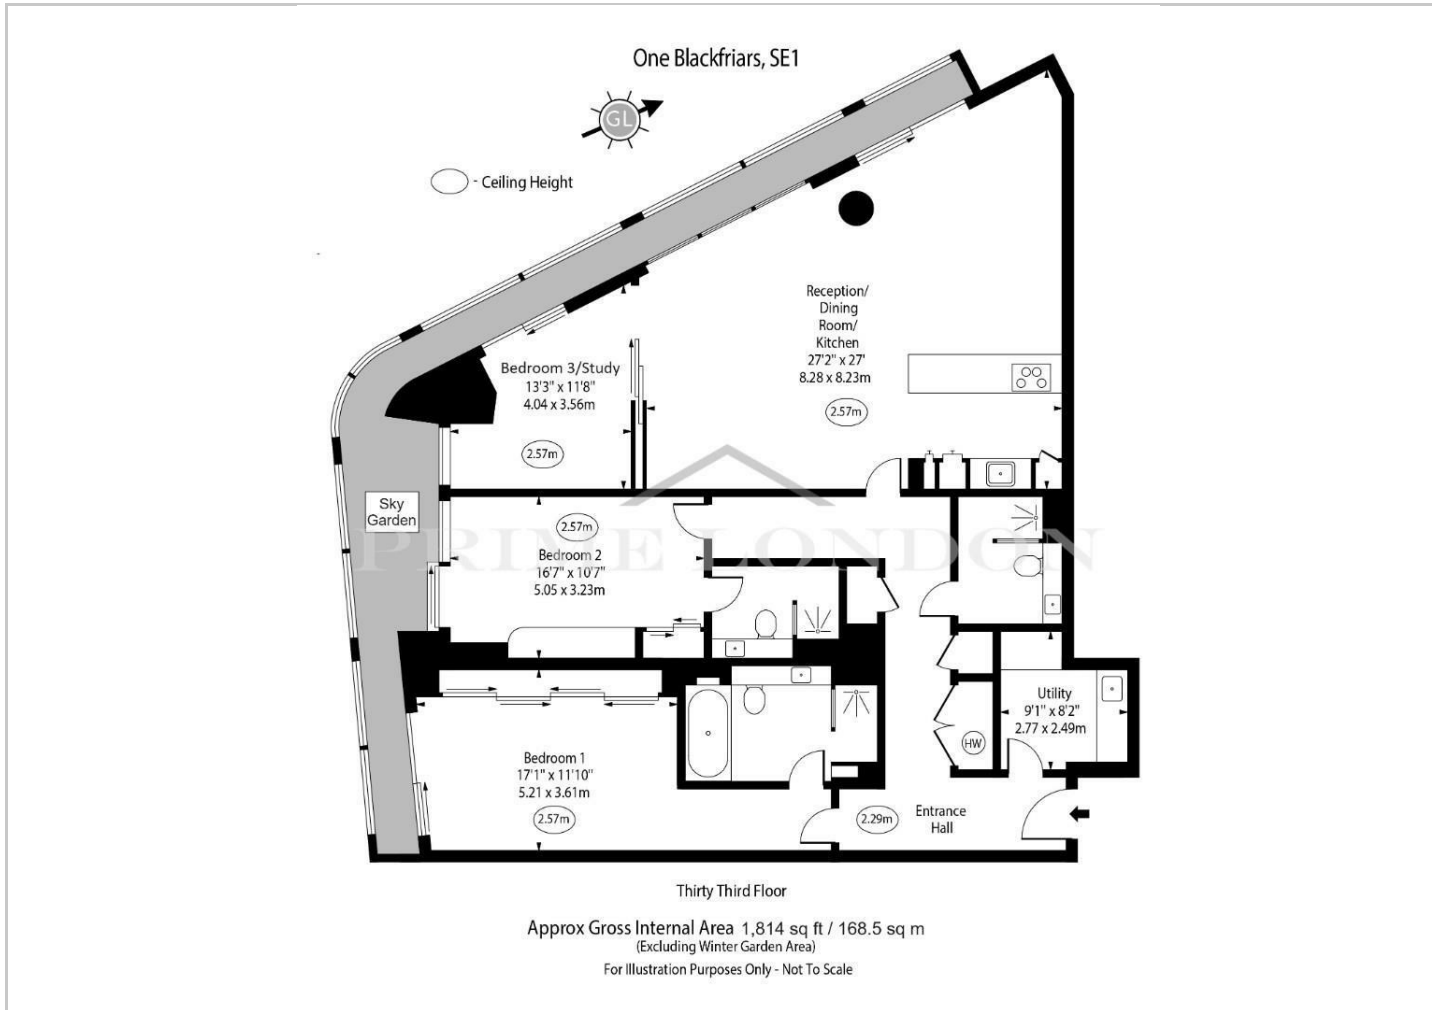 One Blackfriars, SE1
GL
- Ceiling Height
Reception/
Dining
Room/
Kitchen
27'2" x 27'
8.28 x 8.23m
2.57m
Bedroom 3/Study
13'3" x 11'8"
4.04 x 3.56m
2.57m
Sky
Garden
2.57m
PRIME LONDON
Bedroom 2
16'7" x 10'7"
5.05 x 3.23m
Utility
9'1" x 8'2"
2.77 x 2.49m
HW
Bedroom 1
17'1" x 11'10"
5.21 x 3.61m
2.57m
2.29m
Entrance
Hall
Thirty Third Floor
Approx Gross Internal Area 1,814 sq ft / 168.5 sq m
(Excluding Winter Garden Area)
For Illustration Purposes Only - Not To Scale